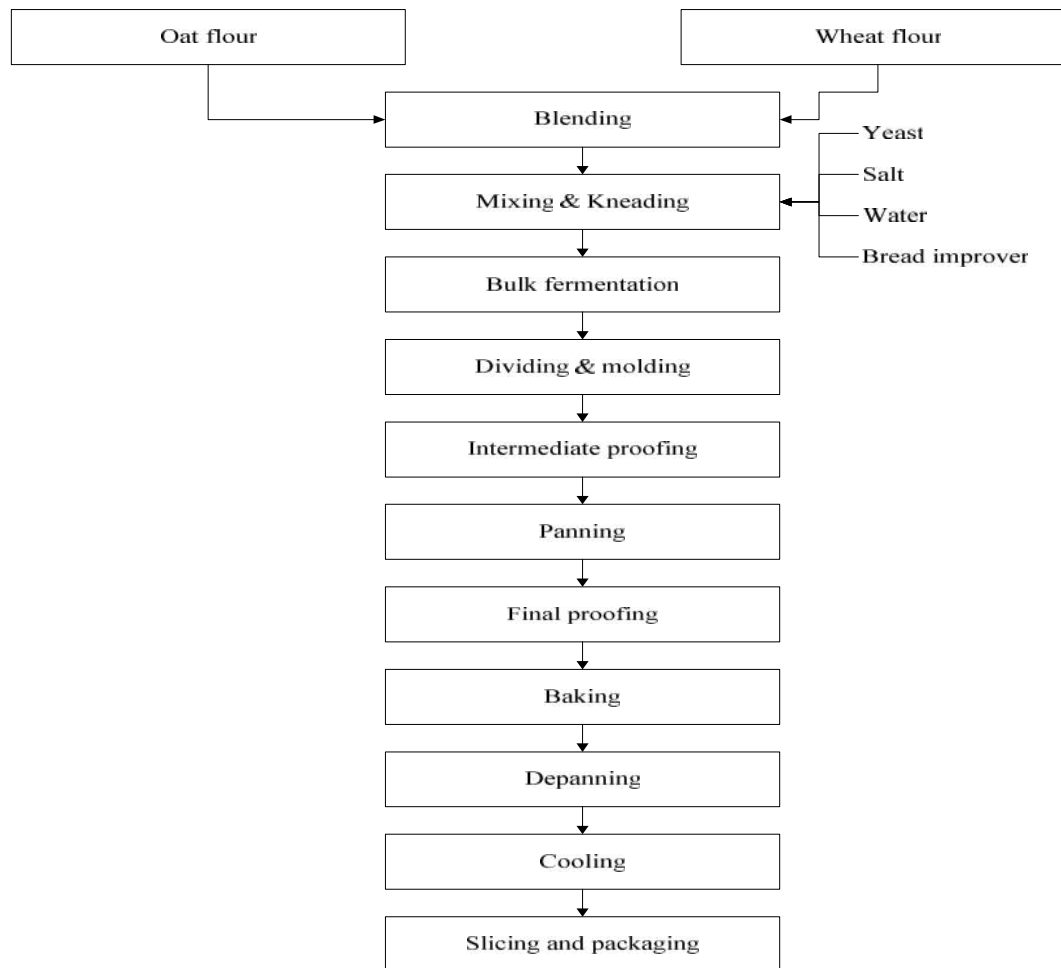 Oat flour
Wheat flour
Blending
Yeast
Salt
Mixing & Kneading
Water
Bread improver
Bulk fermentation
Dividing & molding
Intermediate proofing
Panning
Final proofing
Baking
Depanning
Cooling
Slicing and packaging